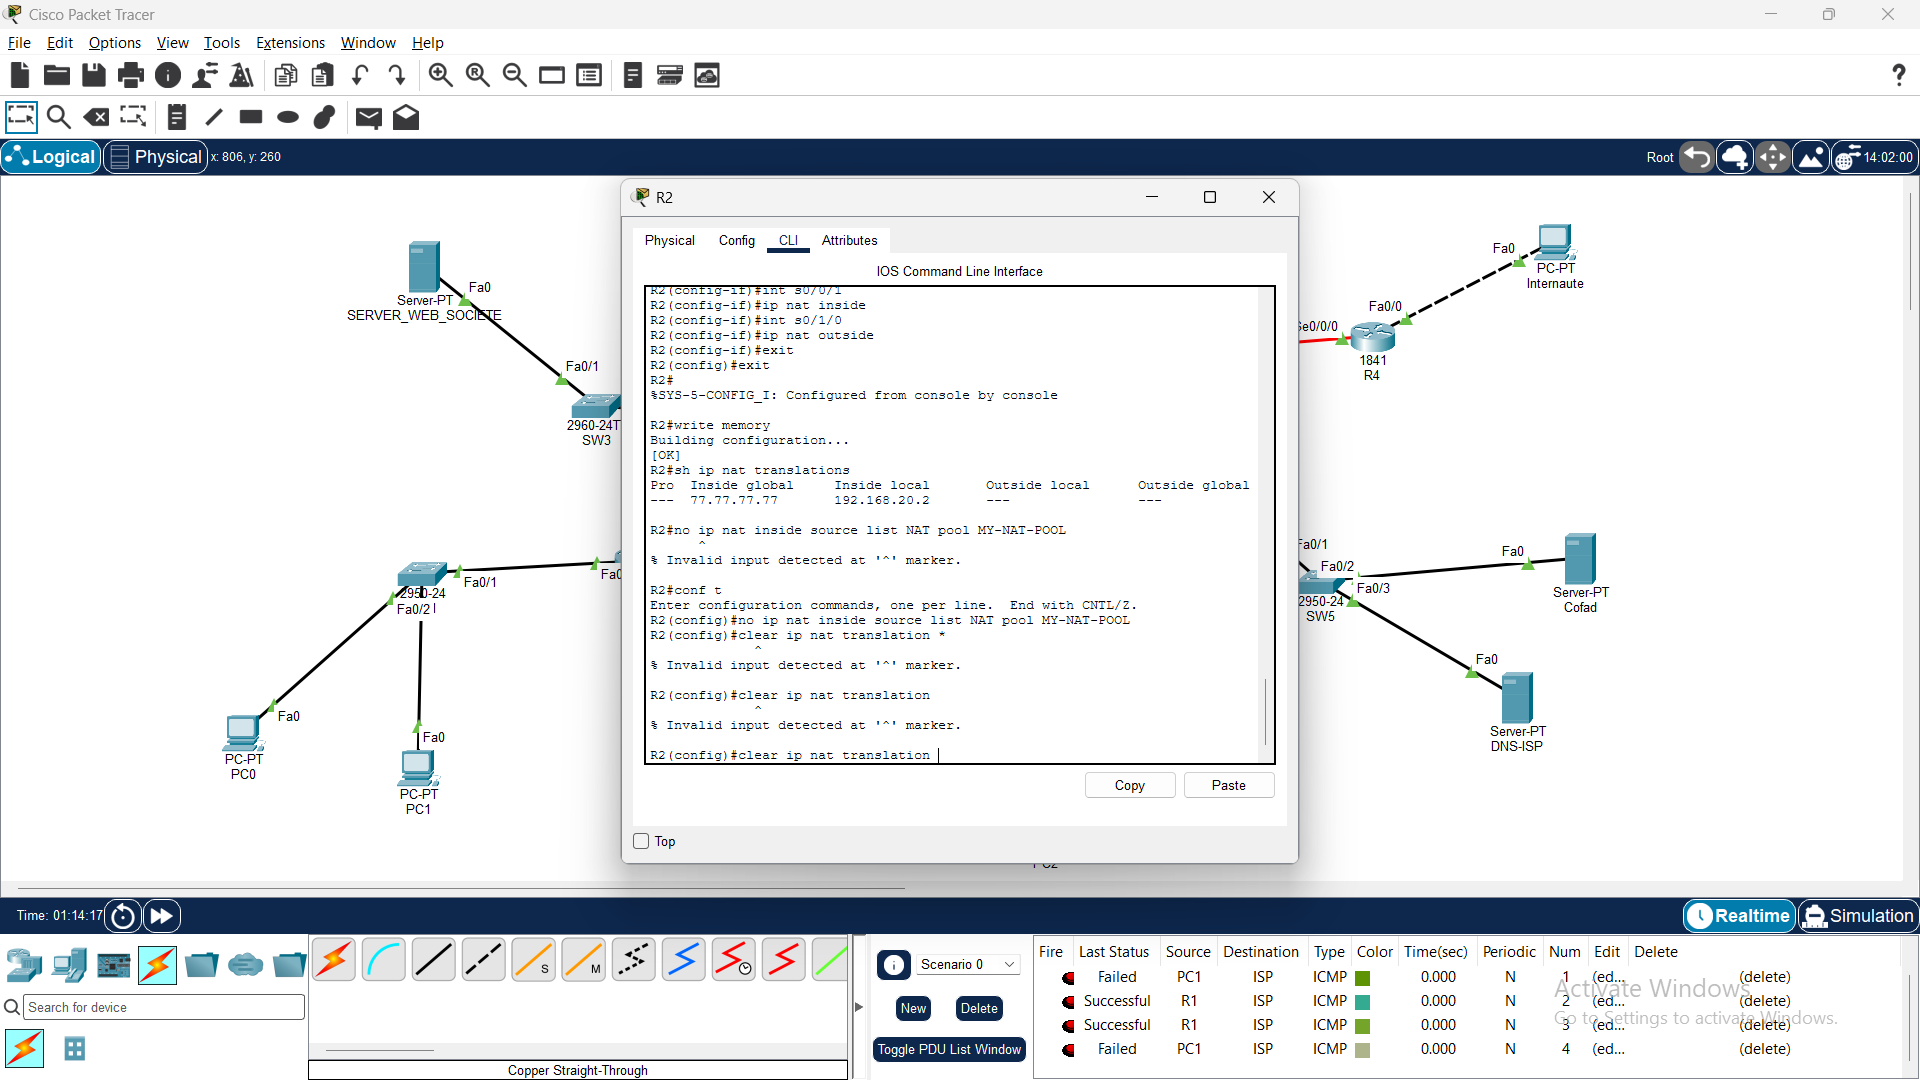 Cisco Packet Tracer
File Edit Options View Tools Extensions Window Help
Logical Physical x: 806, y: 260 Root 14:02:00
Server-PT
SERVER_WEB_SOCIETE
Fa0
Fa0/1
2960-24T
SW3
2950-24
Fa0/1
Fa0/2
Fa0
PC-PT
PC0
Fa0
PC-PT
PC1
R2
Physical Config CLI Attributes
IOS Command Line Interface
R2(config-if)#int s0/0/1
R2(config-if)#ip nat inside
R2(config-if)#int s0/1/0
R2(config-if)#ip nat outside
R2(config-if)#exit
R2(config)#exit
R2#
%SYS-5-CONFIG_I: Configured from console by console
R2#write memory
Building configuration...
[OK]
R2#sh ip nat translations
Pro Inside global Inside local Outside local Outside global
--- 77.77.77.77 192.168.20.2 --- ---
R2#no ip nat inside source list NAT pool MY-NAT-POOL
^
% Invalid input detected at '^' marker.
R2#conf t
Enter configuration commands, one per line. End with CNTL/Z.
R2(config)#no ip nat inside source list NAT pool MY-NAT-POOL
R2(config)#clear ip nat translation *
^
% Invalid input detected at '^' marker.
R2(config)#clear ip nat translation
^
% Invalid input detected at '^' marker.
R2(config)#clear ip nat translation
Copy Paste
Top
Fa0
PC-PT
Internaute
Fa0/0
Se0/0/0
1841
R4
Fa0/1
Fa0/2
Fa0/3
2950-24
SW5
Fa0
Server-PT
Cofad
Fa0
Server-PT
DNS-ISP
PC2
Time: 01:14:17 Realtime Simulation
Search for device
S M
Copper Straight-Through
Scenario 0
New Delete
Toggle PDU List Window
Fire Last Status Source Destination Type Color Time(sec) Periodic Num Edit Delete
Failed PC1 ISP ICMP 0.000 N 1 (ed... (delete)
Successful R1 ISP ICMP 0.000 N 2 (ed... (delete)
Successful R1 ISP ICMP 0.000 N 3 (ed... (delete)
Failed PC1 ISP ICMP 0.000 N 4 (ed... (delete)
Activate Windows
Go to Settings to activate Windows.